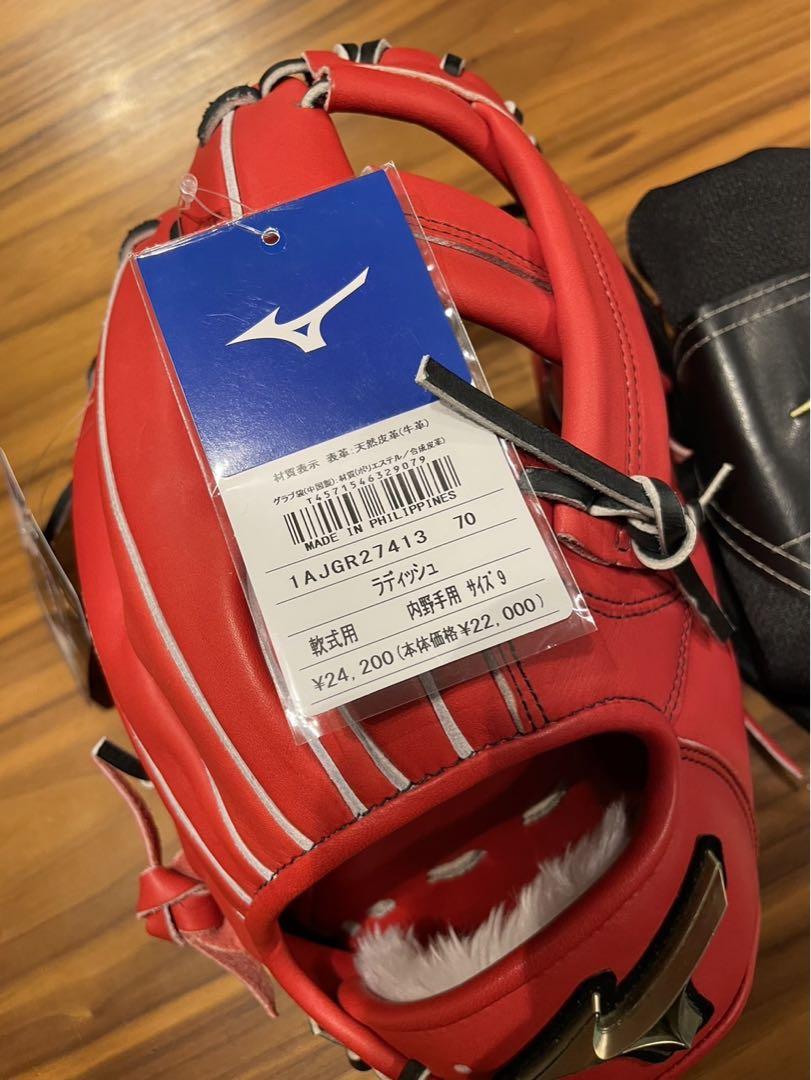 材質表示 表革:天然皮革(牛革)
グラブ袋(中国製):材質(ポリエステル/合成皮革)
T4571546329079
MADE IN PHILIPPINES
1AJGR27413 70
ラディッシュ
軟式用 内野手用 サイズ9
¥24,200(本体価格¥22,000)